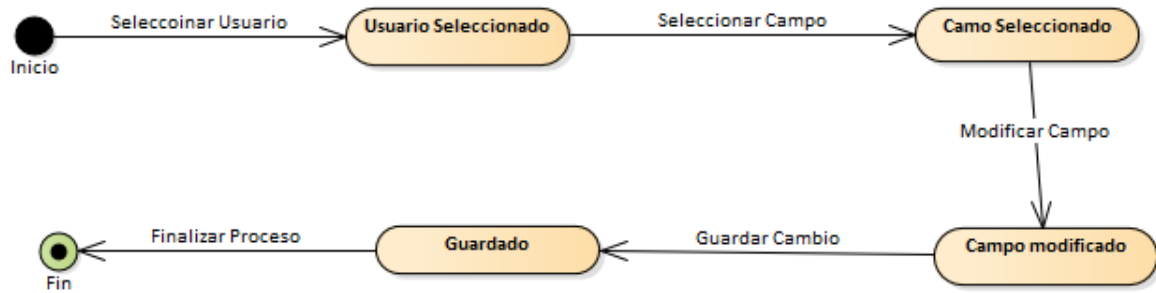 Seleccoinar Usuario
Usuario Seleccionado
Seleccionar Campo
Camo Seleccionado
Inicio
Modificar Campo
Campo modificado
Guardar Cambio
Guardado
Finalizar Proceso
Fin